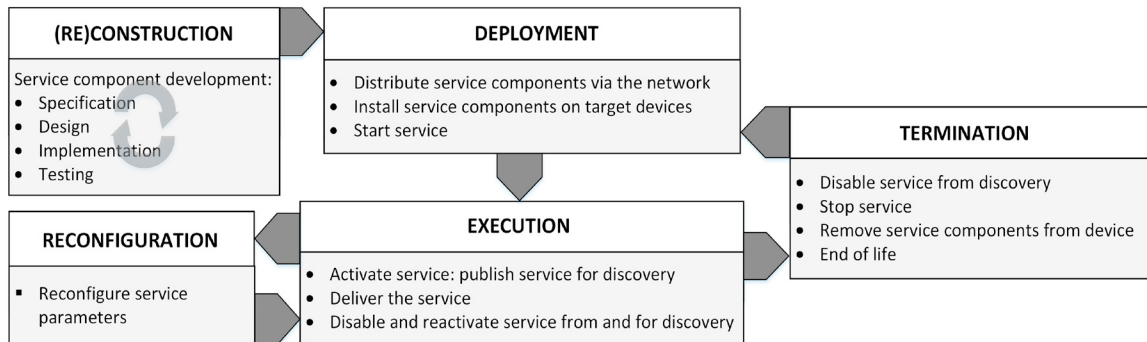 (RE)CONSTRUCTION
Service component development:
• Specification
• Design
• Implementation
• Testing
DEPLOYMENT
• Distribute service components via the network
• Install service components on target devices
• Start service
TERMINATION
• Disable service from discovery
• Stop service
• Remove service components from device
• End of life
RECONFIGURATION
▪ Reconfigure service
parameters
EXECUTION
• Activate service: publish service for discovery
• Deliver the service
• Disable and reactivate service from and for discovery